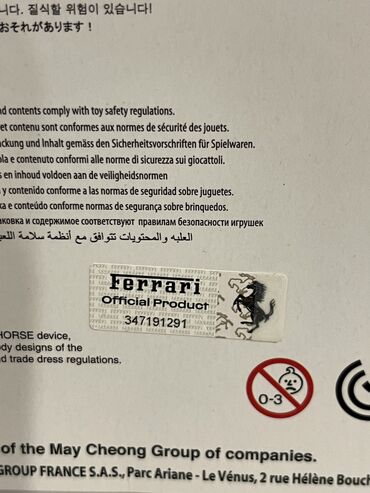 니다. 질식할 위험이 있습니다!
おそれがあります!
nd contents comply with toy safety regulations.
et contenu sont conformes aux normes de sécurité des jouets.
ackung und Inhalt gemäss den Sicherheitsvorschriften für Spielwaren.
ola e contenuto conformi alle norme di sicurezza sui giocattoli.
s en inhoud voldoen aan de veiligheidsnormen
a y contenido conforme a las normas de seguridad sobre juguetes.
xa e conteúdo conforme normas de segurança sobre brinquedos.
аковка и содержимое соответствуют правилам безопасности игрушек
العلبه والمحتويات تتوافق مع أنظمة سلامة اللعب
Ferrari
Official Product
347191291
HORSE device,
ody designs of the
nd trade dress regulations.
0-3
of the May Cheong Group of companies.
GROUP FRANCE S.A.S., Parc Ariane - Le Vénus, 2 rue Hélène Bouch